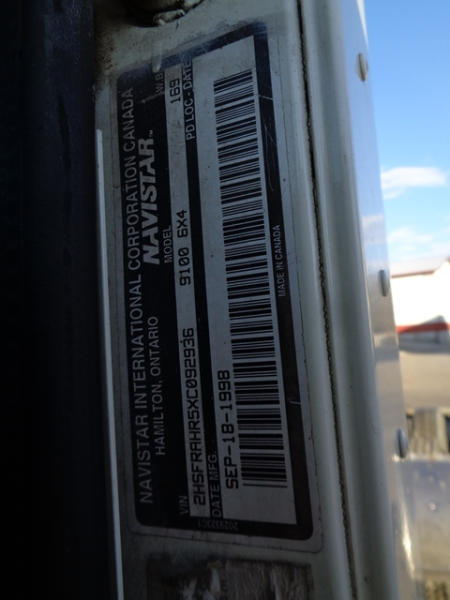 NAVISTAR INTERNATIONAL CORPORATION CANADA
HAMILTON, ONTARIO
NAVISTAR
VIN MODEL W.B.
2HSFRAHR5XC092936 9100 6X4 169
DATE MFG. PD LOC - DATE
SEP-18-1998
MADE IN CANADA